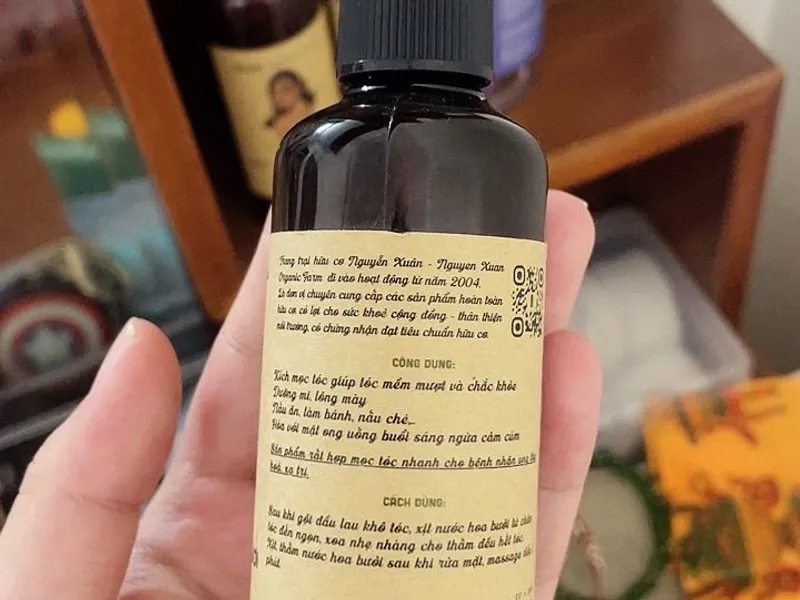 Trang trại hữu cơ Nguyễn Xuân - Nguyen Xuan
Organic Farm đi vào hoạt động từ năm 2004.
Là đơn vị chuyên cung cấp các sản phẩm hoàn toàn
hữu cơ có lợi cho sức khoẻ cộng đồng - thân thiện
môi trường, có chứng nhận đạt tiêu chuẩn hữu cơ.
CÔNG DỤNG:
Kích mọc tóc giúp tóc mềm mượt và chắc khỏe
Dưỡng mi, lông mày
Nấu ăn, làm bánh, nấu chè,..
Hòa với mật ong uống buổi sáng ngừa cảm cúm
Sản phẩm rất hợp mọc tóc nhanh cho bệnh nhân ung
hoá, xạ trị.
CÁCH DÙNG:
Sau khi gội đầu lau khô tóc, xịt nước hoa bưởi từ chân
tóc đến ngọn, xoa nhẹ nhàng cho thấm đều hết tóc.
Xịt thấm nước hoa bưởi sau khi rửa mặt, massage
phút.